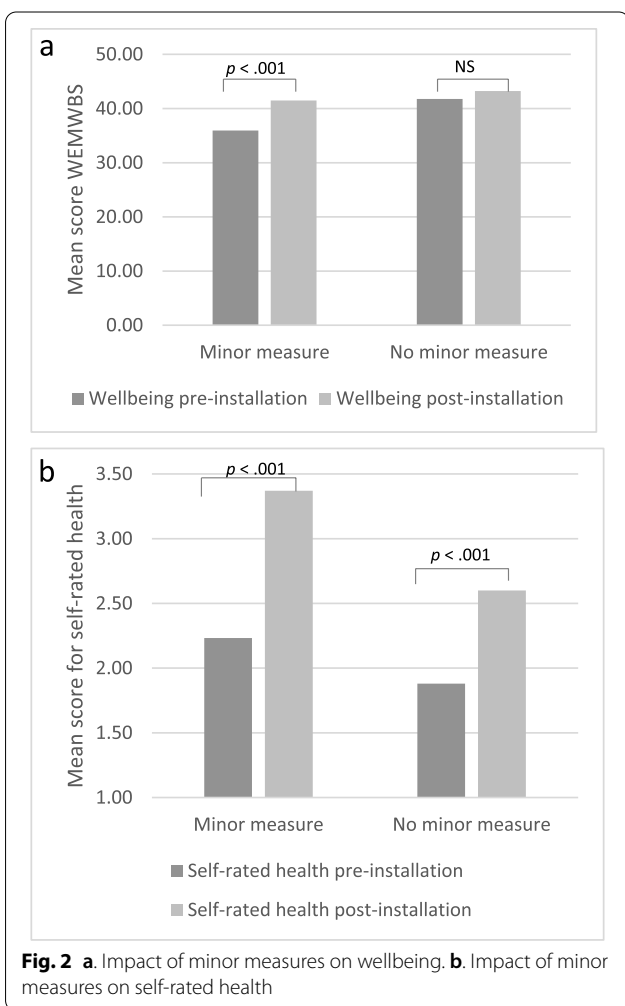 a
50.00
p < .001
NS
40.00
30.00
20.00
10.00
0.00
Mean score WEMWBS
Minor measure
No minor measure
Wellbeing pre-installation
Wellbeing post-installation
b
3.50
p < .001
3.00
p < .001
2.50
2.00
1.50
1.00
Mean score for self-rated health
Minor measure
No minor measure
Self-rated health pre-installation
Self-rated health post-installation
Fig. 2 a. Impact of minor measures on wellbeing. b. Impact of minor
measures on self-rated health